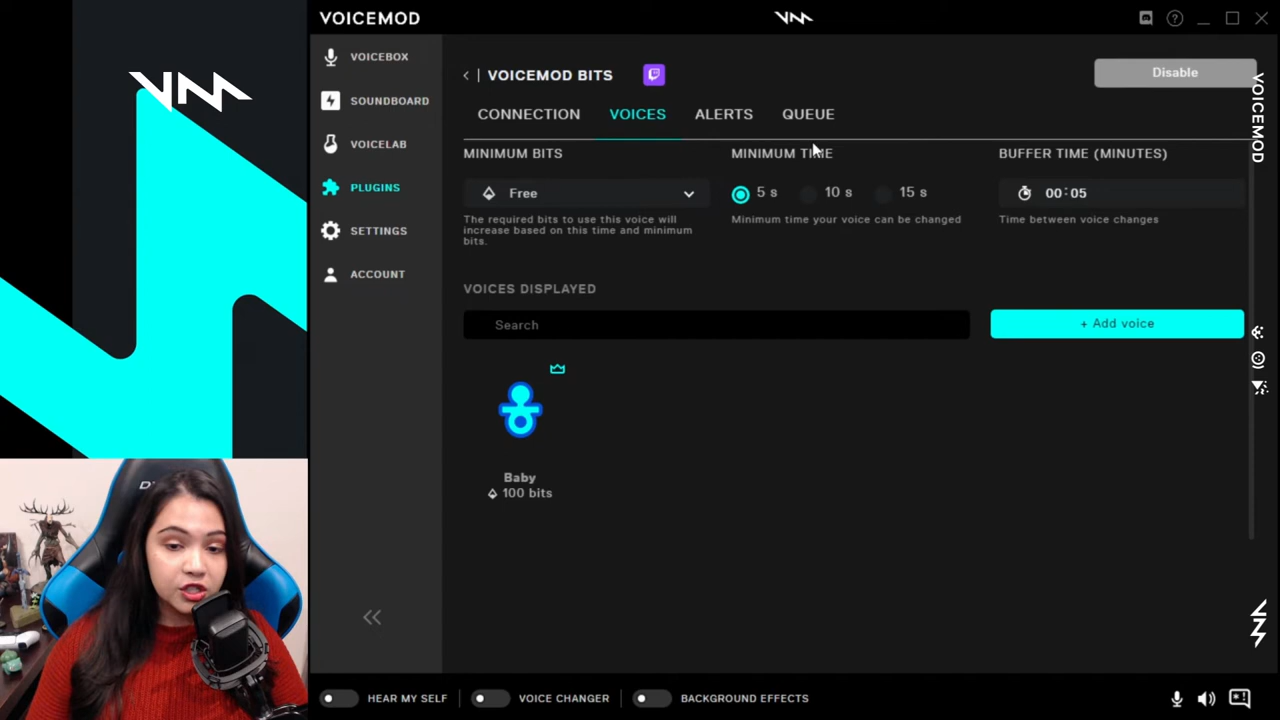 VOICEMOD
VOICEBOX
SOUNDBOARD
VOICELAB
PLUGINS
SETTINGS
ACCOUNT
VOICEMOD BITS
Disable
CONNECTION VOICES ALERTS QUEUE
MINIMUM BITS
Free
The required bits to use this voice will
increase based on this time and minimum
bits.
MINIMUM TIME
5 s 10 s 15 s
Minimum time your voice can be changed
BUFFER TIME (MINUTES)
00:05
Time between voice changes
VOICES DISPLAYED
Search
+ Add voice
Baby
100 bits
HEAR MY SELF
VOICE CHANGER
BACKGROUND EFFECTS
VOICEMOD